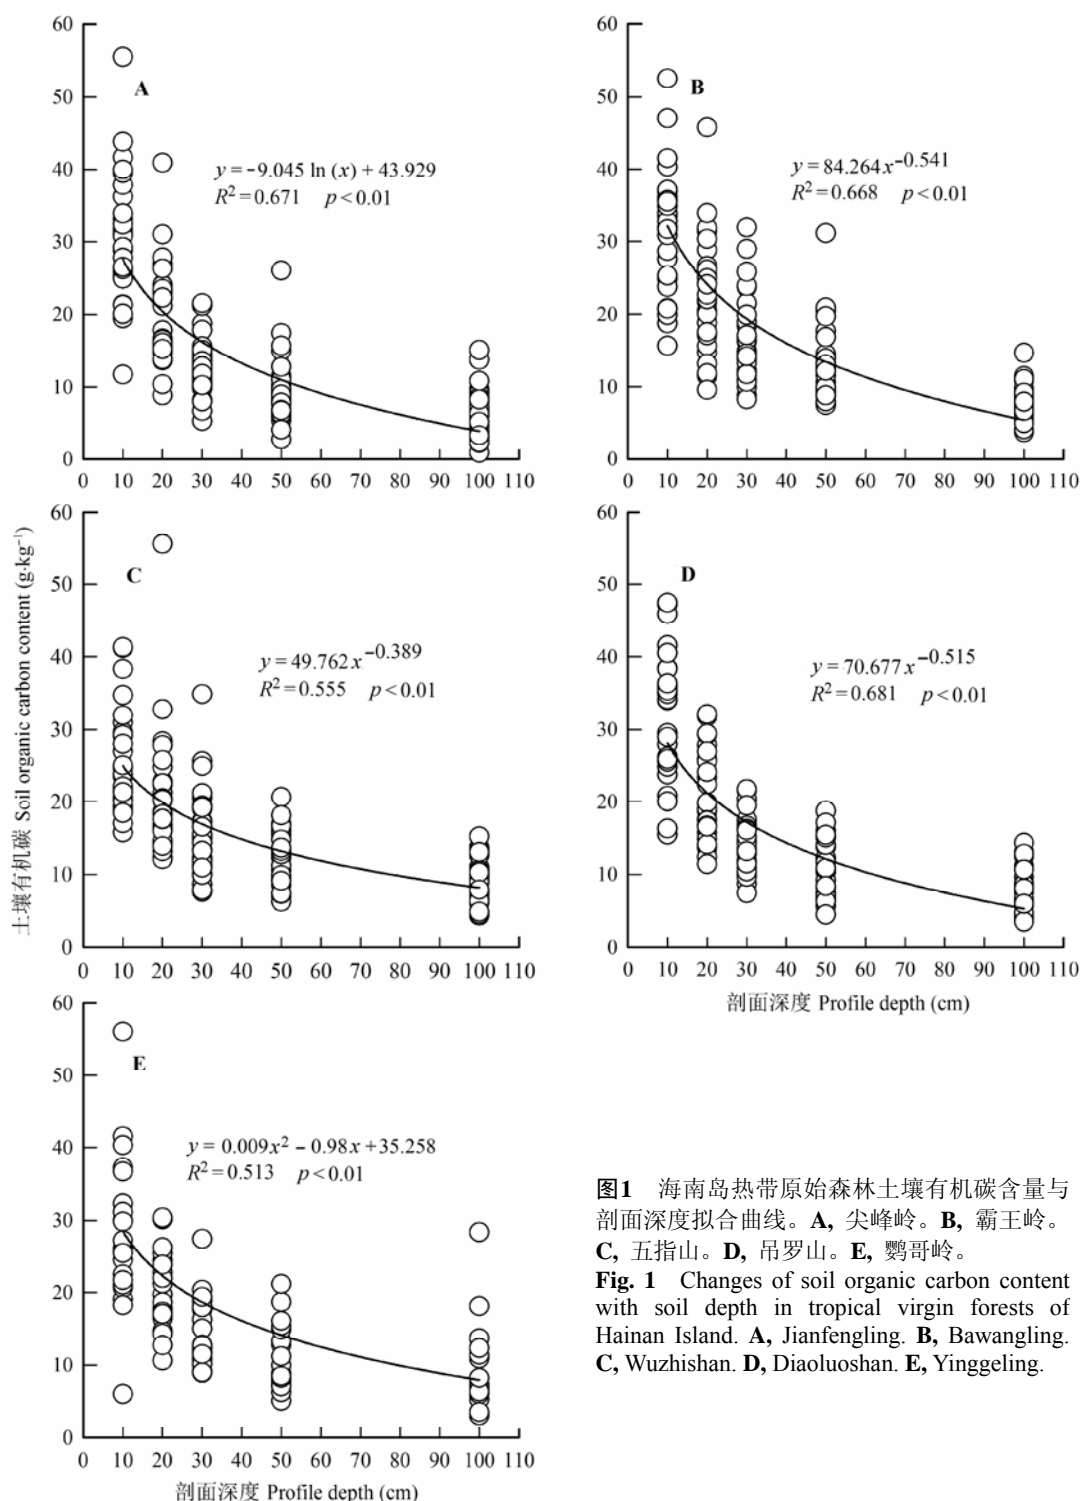 60
50
40
30
20
10
0
A
y=−9.045 ln (x) + 43.929
R²=0.671 p<0.01
0 10 20 30 40 50 60 70 80 90 100 110
60
50
40
30
20
10
0
B
y=84.264x−0.541
R²=0.668 p<0.01
0 10 20 30 40 50 60 70 80 90 100 110
土壤有机碳 Soil organic carbon content (g·kg⁻¹)
60
50
40
30
20
10
0
C
y=49.762x−0.389
R²=0.555 p<0.01
0 10 20 30 40 50 60 70 80 90 100 110
60
50
40
30
20
10
0
D
y=70.677x−0.515
R²=0.681 p<0.01
0 10 20 30 40 50 60 70 80 90 100 110
剖面深度 Profile depth (cm)
60
50
40
30
20
10
0
E
y= 0.009x² − 0.98x+35.258
R²=0.513 p<0.01
0 10 20 30 40 50 60 70 80 90 100 110
剖面深度 Profile depth (cm)
图1 海南岛热带原始森林土壤有机碳含量与
剖面深度拟合曲线。A, 尖峰岭。B, 霸王岭。
C, 五指山。D, 吊罗山。E, 鹦哥岭。
Fig. 1 Changes of soil organic carbon content
with soil depth in tropical virgin forests of
Hainan Island. A, Jianfengling. B, Bawangling.
C, Wuzhishan. D, Diaoluoshan. E, Yinggeling.